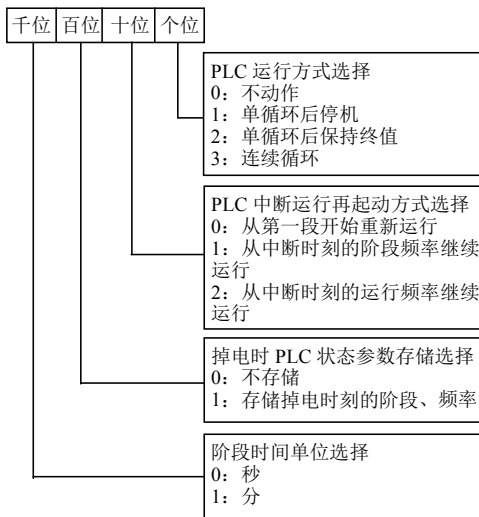 千位 百位 十位 个位
PLC 运行方式选择
0：不动作
1：单循环后停机
2：单循环后保持终值
3：连续循环
PLC 中断运行再起动方式选择
0：从第一段开始重新运行
1：从中断时刻的阶段频率继续
运行
2：从中断时刻的运行频率继续
运行
掉电时 PLC 状态参数存储选择
0：不存储
1：存储掉电时刻的阶段、频率
阶段时间单位选择
0：秒
1：分